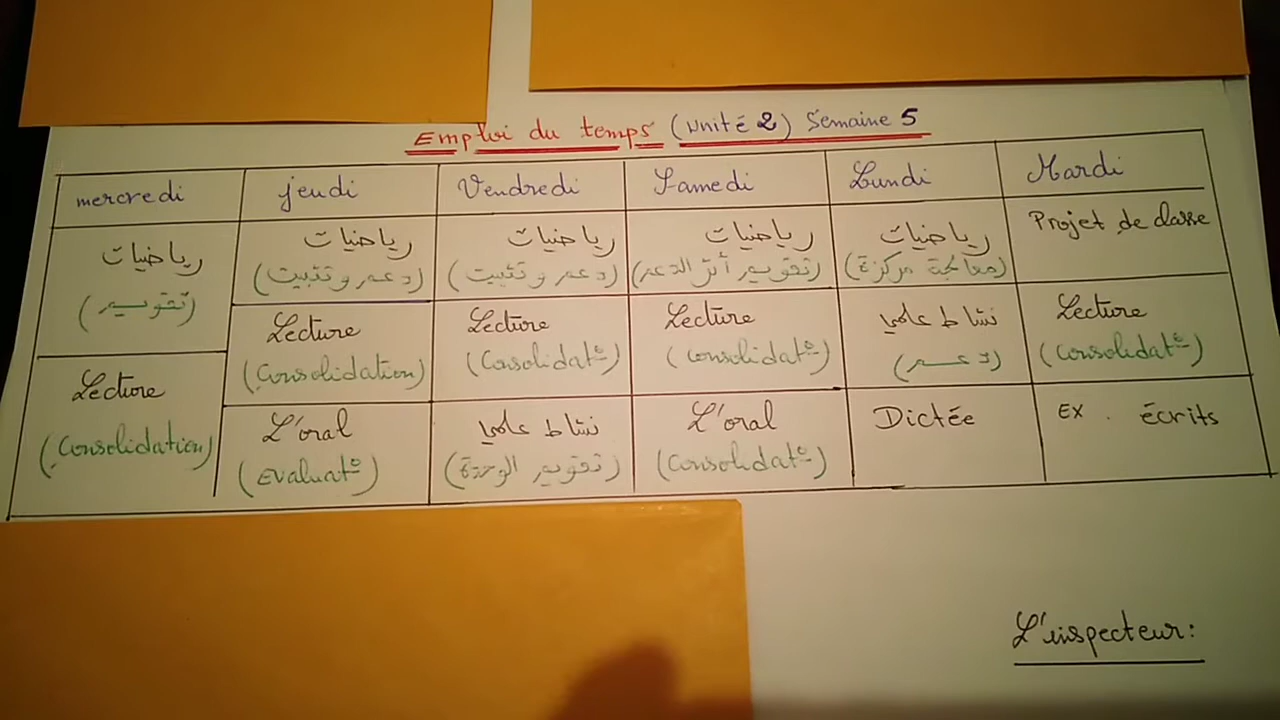 Emploi du temps (Unité 2) Semaine 5
mercredi
jeudi
Vendredi
Samedi
Lundi
Mardi
رياضيات
(تقويم)
Lecture
(Consolidation)
رياضيات
(دعم وتثبيت)
Lecture
(Consolidation)
L'oral
(Evaluat°)
رياضيات
(دعم وتثبيت)
Lecture
(Consolidat°)
نشاط علمي
(تقويم الوحدة)
رياضيات
(تقويم أثر الدعم)
Lecture
(Consolidat°)
L'oral
(Consolidat°)
رياضيات
(معالجة مركزة)
نشاط علمي
(دعم)
Dictée
Projet de classe
Lecture
(Consolidat°)
Ex. écrits
L'inspecteur: